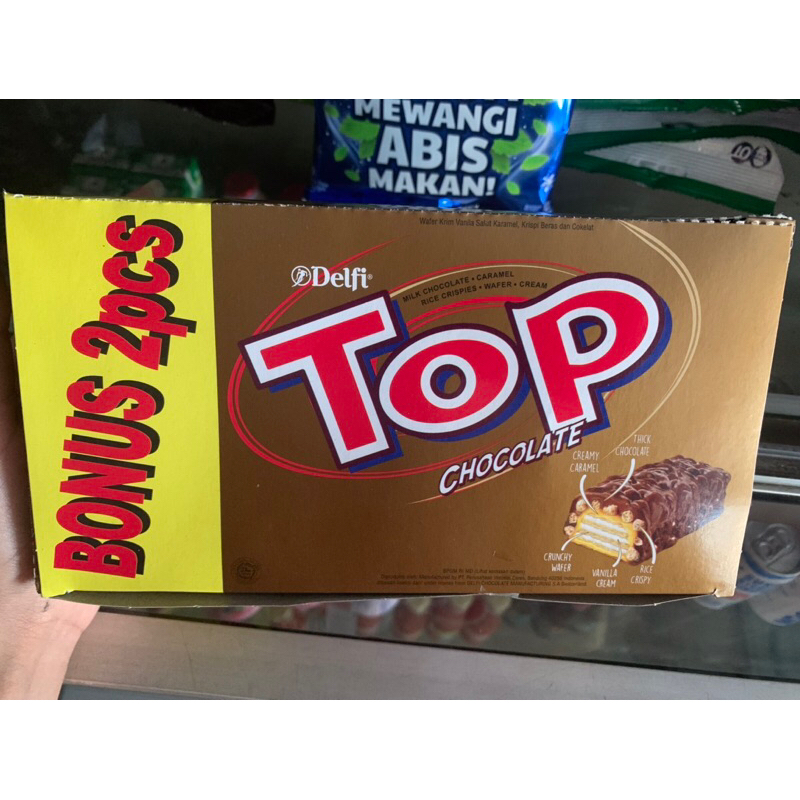 MEWANGI
ABIS
MAKAN!
10
Wafer Krim Vanila Salut Karamel, Krispi Beras dan Cokelat
BONUS 2pcs
Delfi
MILK CHOCOLATE • CARAMEL
RICE CRISPIES • WAFER • CREAM
TOP
CHOCOLATE
THICK
CHOCOLATE
CREAMY
CARAMEL
CRUNCHY
WAFER
VANILLA
CREAM
RICE
CRISPY